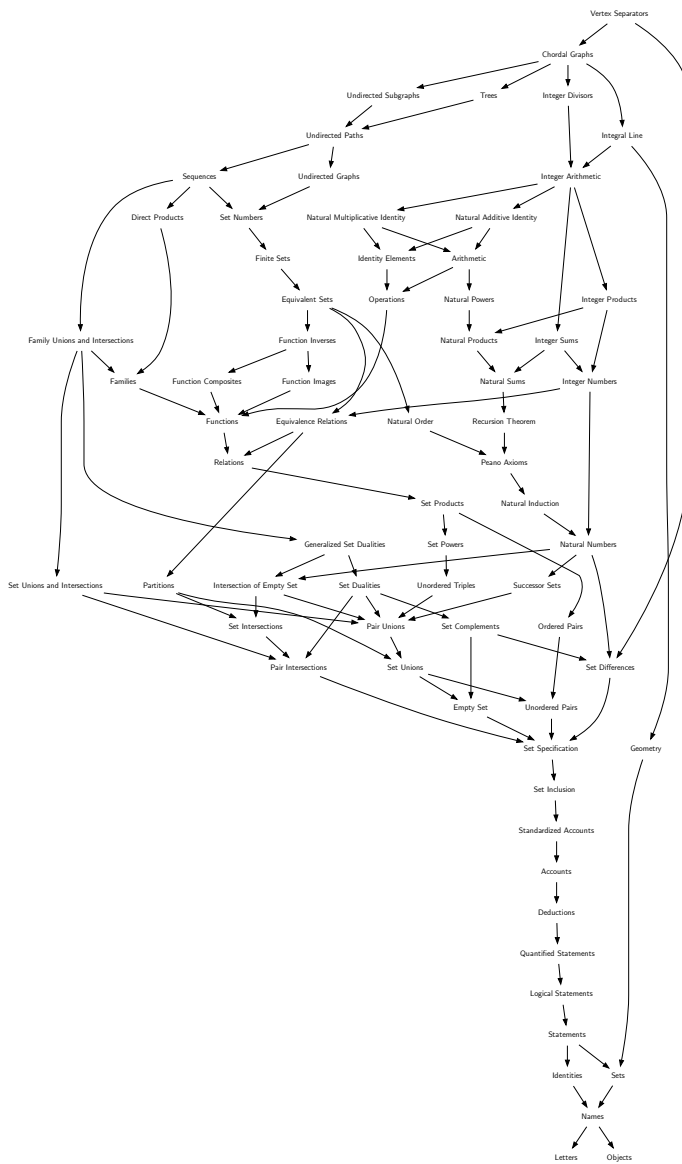 Vertex Separators
Chordal Graphs
Undirected Subgraphs
Trees
Integer Divisors
Undirected Paths
Integral Line
Sequences
Undirected Graphs
Integer Arithmetic
Direct Products
Set Numbers
Natural Multiplicative Identity
Natural Additive Identity
Finite Sets
Identity Elements
Arithmetic
Equivalent Sets
Operations
Natural Powers
Integer Products
Family Unions and Intersections
Function Inverses
Natural Products
Integer Sums
Families
Function Composites
Function Images
Natural Sums
Integer Numbers
Functions
Equivalence Relations
Natural Order
Recursion Theorem
Relations
Peano Axioms
Set Products
Natural Induction
Generalized Set Dualities
Set Powers
Natural Numbers
Set Unions and Intersections
Partitions
Intersection of Empty Set
Set Dualities
Unordered Triples
Successor Sets
Set Intersections
Pair Unions
Set Complements
Ordered Pairs
Pair Intersections
Set Unions
Set Differences
Empty Set
Unordered Pairs
Set Specification
Geometry
Set Inclusion
Standardized Accounts
Accounts
Deductions
Quantified Statements
Logical Statements
Statements
Identities
Sets
Names
Letters
Objects